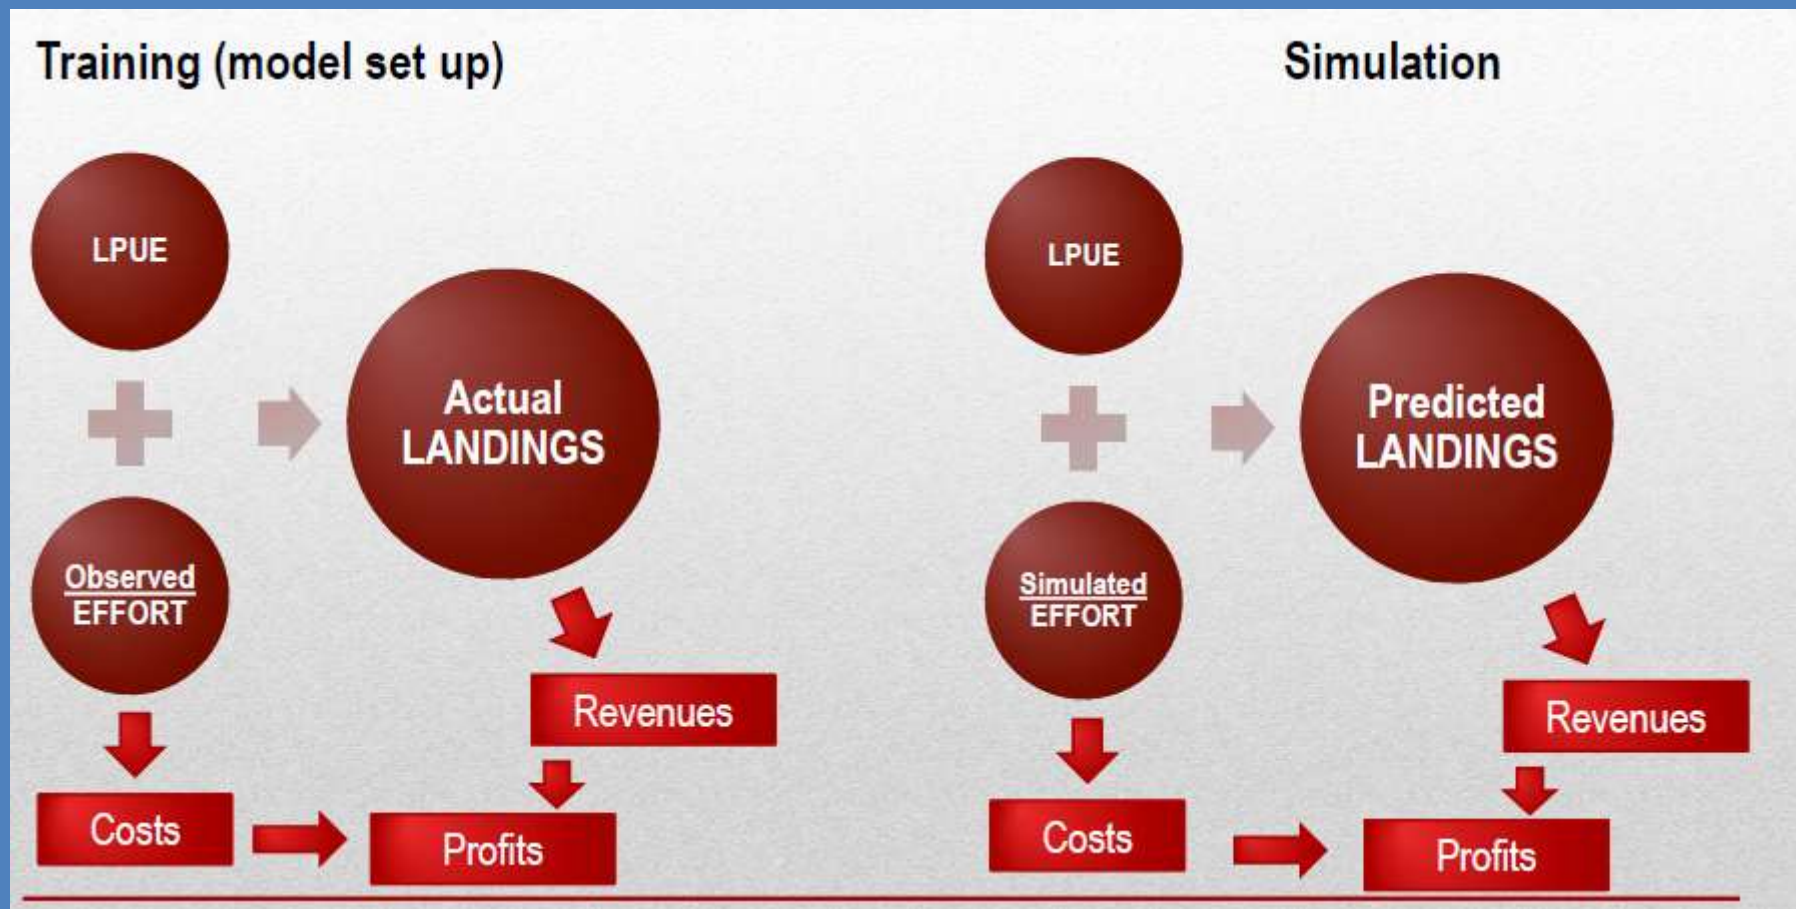 Training (model set up)
LPUE
Actual
LANDINGS
Observed
EFFORT
Revenues
Costs
Profits
Simulation
LPUE
Predicted
LANDINGS
Simulated
EFFORT
Revenues
Costs
Profits